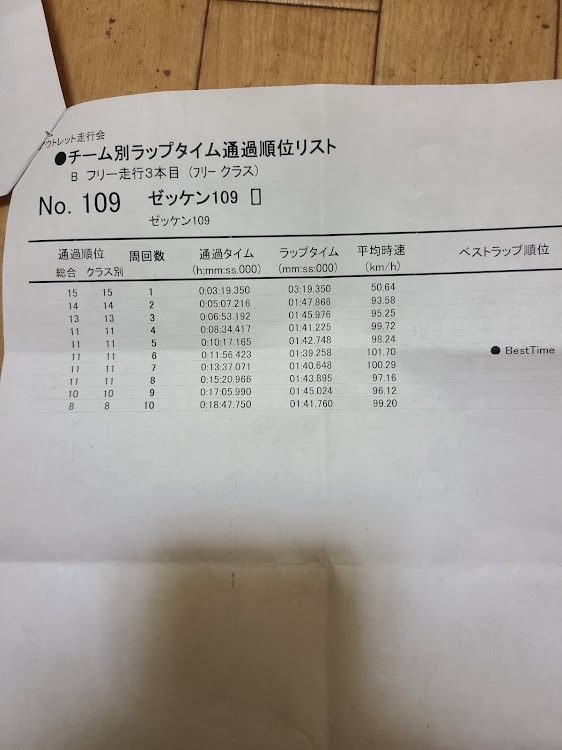 ウトレット走行会
●チーム別ラップタイム通過順位リスト
B フリー走行3本目 (フリー クラス)
No. 109 ゼッケン109 □
ゼッケン109
通過順位 周回数 通過タイム ラップタイム 平均時速 ベストラップ順位
総合 クラス別 (h:mm:ss.000) (mm:ss:000) (km/h)
15 15 1 0:03:19.350 03:19.350 50.64
14 14 2 0:05:07.216 01:47.866 93.58
13 13 3 0:06:53.192 01:45.976 95.25
11 11 4 0:08:34.417 01:41.225 99.72
11 11 5 0:10:17.165 01:42.748 98.24
11 11 6 0:11:56.423 01:39.258 101.70 ● BestTime
11 11 7 0:13:37.071 01:40.648 100.29
11 11 8 0:15:20.966 01:43.895 97.16
10 10 9 0:17:05.990 01:45.024 96.12
8 8 10 0:18:47.750 01:41.760 99.20